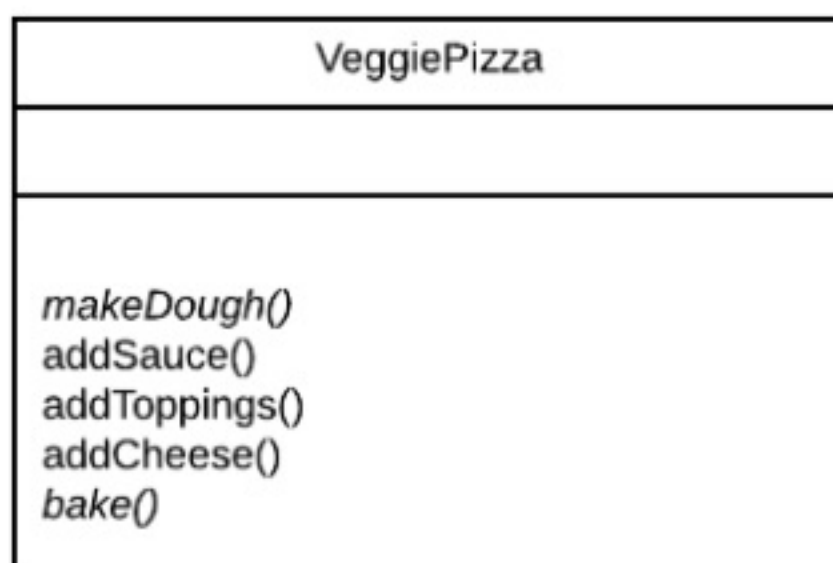 VeggiePizza
makeDough()
addSauce()
addToppings()
addCheese()
bake()